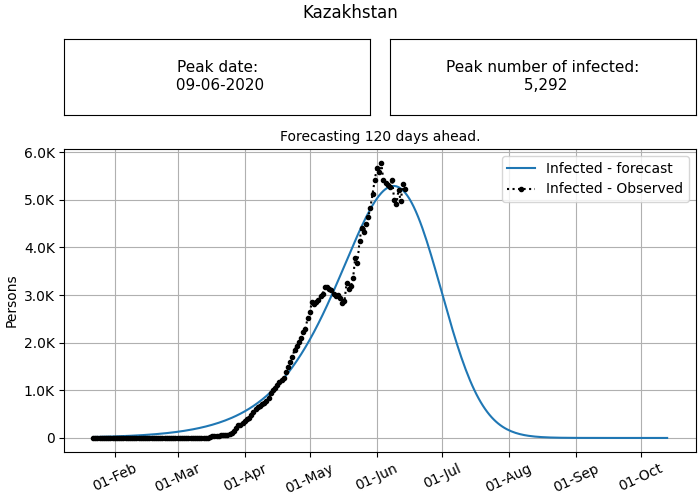 Kazakhstan
Peak date:
09-06-2020
Peak number of infected:
5,292
Forecasting 120 days ahead.
6.0K
5.0K
4.0K
3.0K
2.0K
1.0K
0
Persons
Infected - forecast
Infected - Observed
01-Feb
01-Mar
01-Apr
01-May
01-Jun
01-Jul
01-Aug
01-Sep
01-Oct